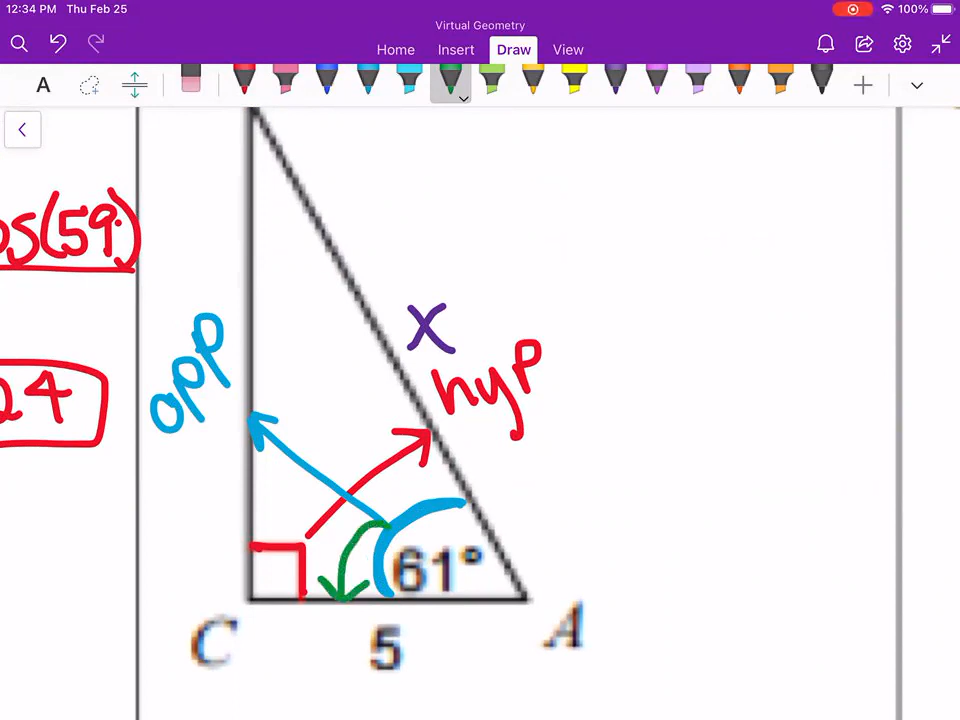 12:34 PM Thu Feb 25
100%
Virtual Geometry
Home Insert Draw View
A
os(59)
24
opp
x
hyp
61°
C
5
A